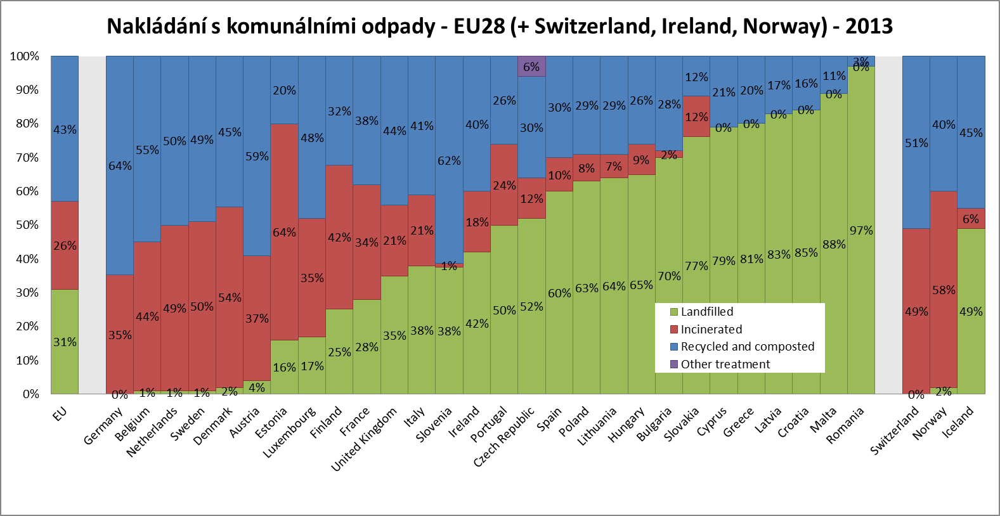 Nakládání s komunálními odpady - EU28 (+ Switzerland, Ireland, Norway) - 2013
100%
90%
80%
70%
60%
50%
40%
30%
20%
10%
0%
43% 26% 31%
64% 35% 0%
55% 44% 1%
50% 49% 1%
49% 50% 1%
45% 54% 2%
59% 37% 4%
20% 64% 16%
48% 35% 17%
32% 42% 25%
38% 34% 28%
44% 21% 35%
41% 21% 38%
62% 1% 38%
40% 18% 42%
26% 24% 50%
6% 30% 12% 52%
30% 10% 60%
29% 8% 63%
29% 7% 64%
26% 9% 65%
28% 2% 70%
12% 12% 77%
21% 0% 79%
20% 0% 81%
17% 0% 83%
16% 0% 85%
11% 0% 88%
3% 0% 97%
51% 49% 0%
40% 58% 2%
45% 6% 49%
Landfilled
Incinerated
Recycled and composted
Other treatment
EU
Germany
Belgium
Netherlands
Sweden
Denmark
Austria
Estonia
Luxembourg
Finland
France
United Kingdom
Italy
Slovenia
Ireland
Portugal
Czech Republic
Spain
Poland
Lithuania
Hungary
Bulgaria
Slovakia
Cyprus
Greece
Latvia
Croatia
Malta
Romania
Switzerland
Norway
Iceland